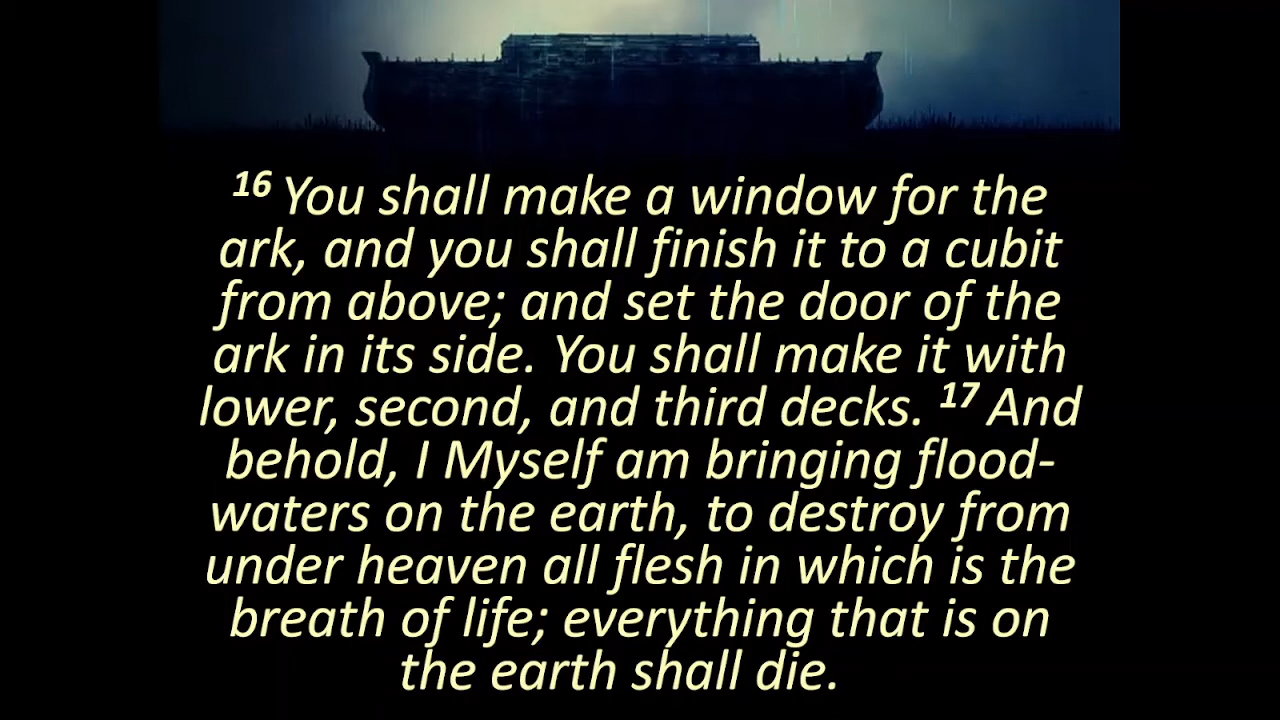 16 You shall make a window for the
ark, and you shall finish it to a cubit
from above; and set the door of the
ark in its side. You shall make it with
lower, second, and third decks. 17 And
behold, I Myself am bringing flood-
waters on the earth, to destroy from
under heaven all flesh in which is the
breath of life; everything that is on
the earth shall die.